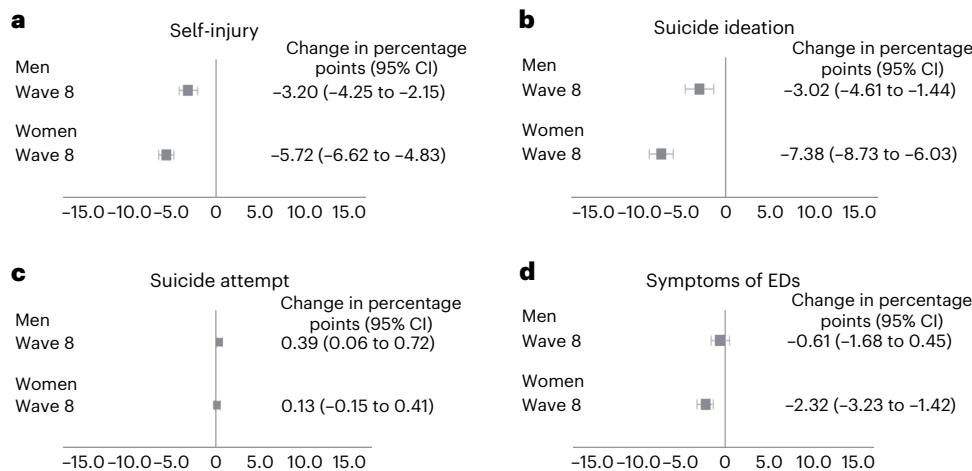 a
Self-injury
Change in percentage
points (95% CI)
Men
Wave 8
–3.20 (–4.25 to –2.15)
Women
Wave 8
–5.72 (–6.62 to –4.83)
–15.0 –10.0 –5.0 0 5.0 10.0 15.0
b
Suicide ideation
Change in percentage
points (95% CI)
Men
Wave 8
–3.02 (–4.61 to –1.44)
Women
Wave 8
–7.38 (–8.73 to –6.03)
–15.0 –10.0 –5.0 0 5.0 10.0 15.0
c
Suicide attempt
Change in percentage
points (95% CI)
Men
Wave 8
0.39 (0.06 to 0.72)
Women
Wave 8
0.13 (–0.15 to 0.41)
–15.0 –10.0 –5.0 0 5.0 10.0 15.0
d
Symptoms of EDs
Change in percentage
points (95% CI)
Men
Wave 8
–0.61 (–1.68 to 0.45)
Women
Wave 8
–2.32 (–3.23 to –1.42)
–15.0 –10.0 –5.0 0 5.0 10.0 15.0